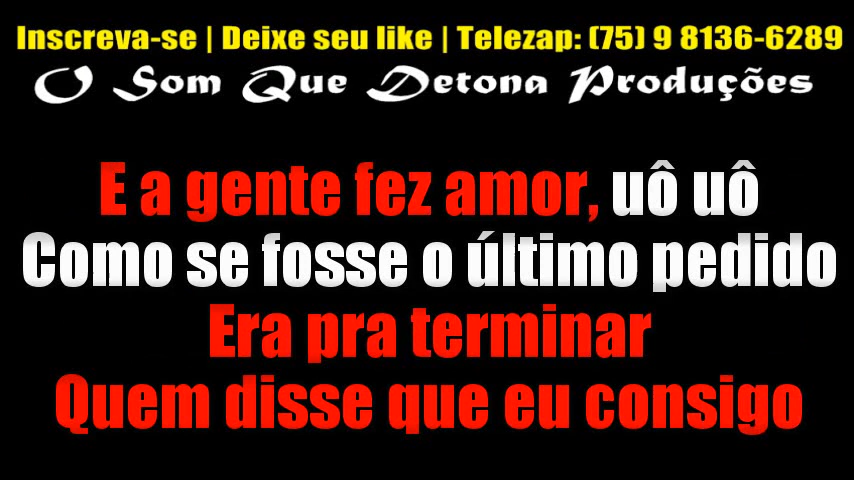 Inscreva-se | Deixe seu like | Telezap: (75) 9 8136-6289
O Som Que Detona Produções
E a gente fez amor, uô uô
Como se fosse o último pedido
Era pra terminar
Quem disse que eu consigo